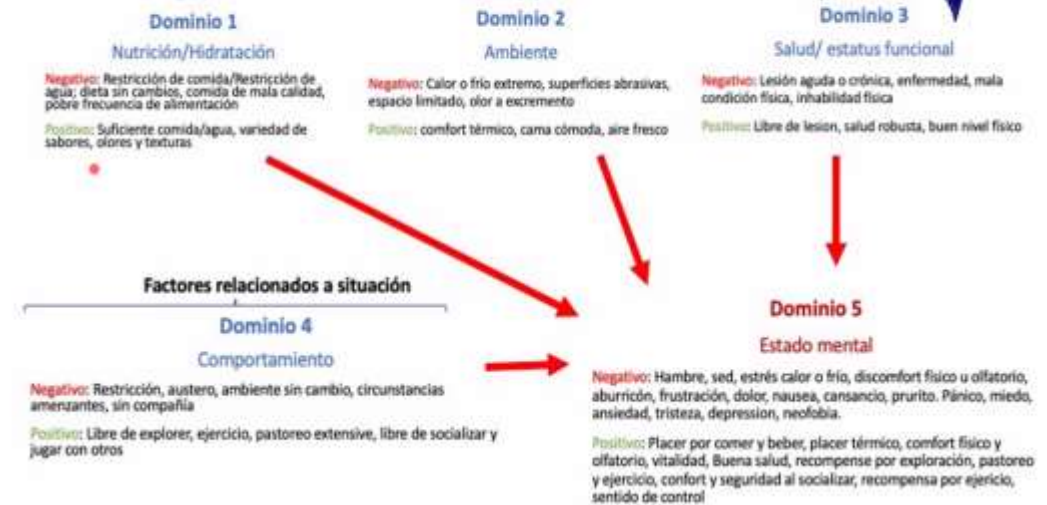 Dominio 1
Nutrición/Hidratación
Negativo: Restricción de comida/Restricción de
agua; dieta sin cambios, comida de mala calidad,
pobre frecuencia de alimentación
Positivo: Suficiente comida/agua, variedad de
sabores, olores y texturas
Dominio 2
Ambiente
Negativo: Calor o frío extremo, superficies abrasivas,
espacio limitado, olor a excremento
Positivo: comfort térmico, cama cómoda, aire fresco
Dominio 3
Salud/ estatus funcional
Negativo: Lesión aguda o crónica, enfermedad, mala
condición física, inhabilidad física
Positivo: Libre de lesion, salud robusta, buen nivel físico
Factores relacionados a situación
Dominio 4
Comportamiento
Negativo: Restricción, austero, ambiente sin cambio, circunstancias
amenzantes, sin compañía
Positivo: Libre de explorer, ejercicio, pastoreo extensive, libre de socializar y
jugar con otros
Dominio 5
Estado mental
Negativo: Hambre, sed, estrés calor o frío, discomfort físico u olfatorio,
aburricón, frustración, dolor, nausea, cansancio, prurito. Pánico, miedo,
ansiedad, tristeza, depression, neofobia.
Positivo: Placer por comer y beber, placer térmico, comfort físico y
olfatorio, vitalidad, Buena salud, recompense por exploración, pastoreo
y ejercicio, confort y seguridad al socializar, recompensa por ejericio,
sentido de control